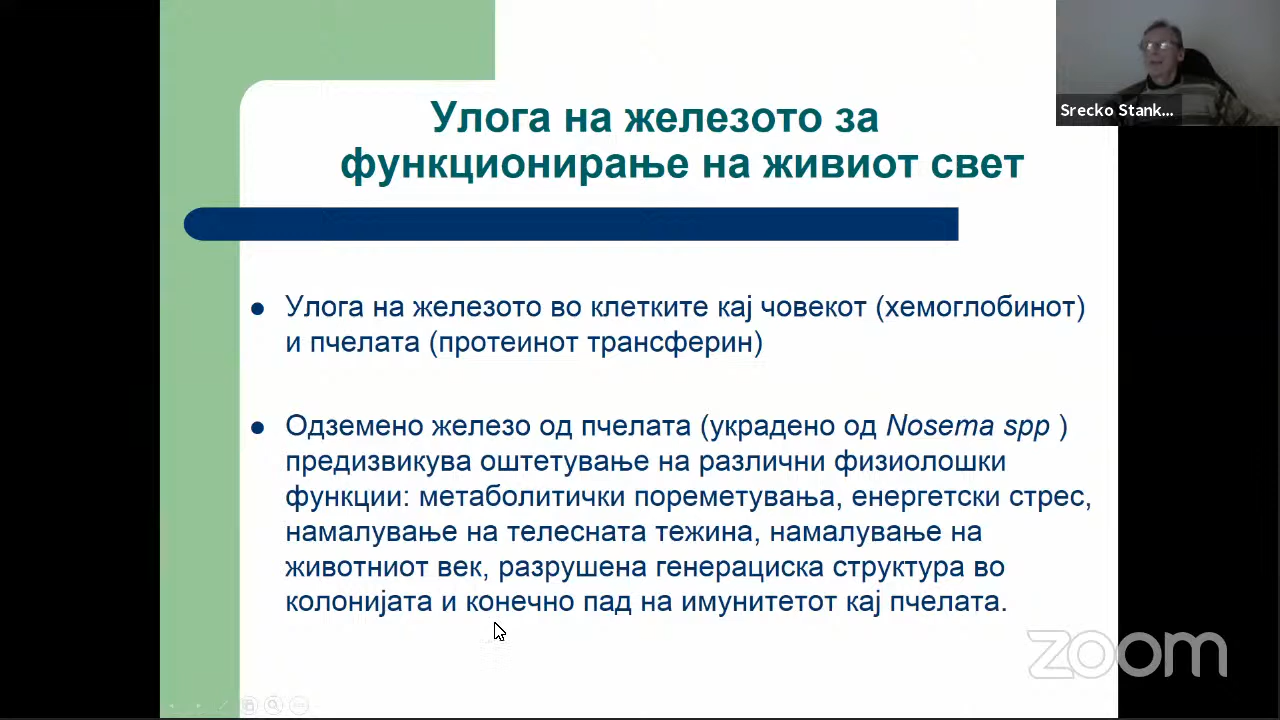 Улога на железото за
функционирање на живиот свет
Srecko Stank...
● Улога на железото во клетките кај човекот (хемоглобинот)
и пчелата (протеинот трансферин)
● Одземено железо од пчелата (украдено од Nosema spp )
предизвикува оштетување на различни физиолошки
функции: метаболитички пореметувања, енергетски стрес,
намалување на телесната тежина, намалување на
животниот век, разрушена генерациска структура во
колонијата и конечно пад на имунитетот кај пчелата.
zoom